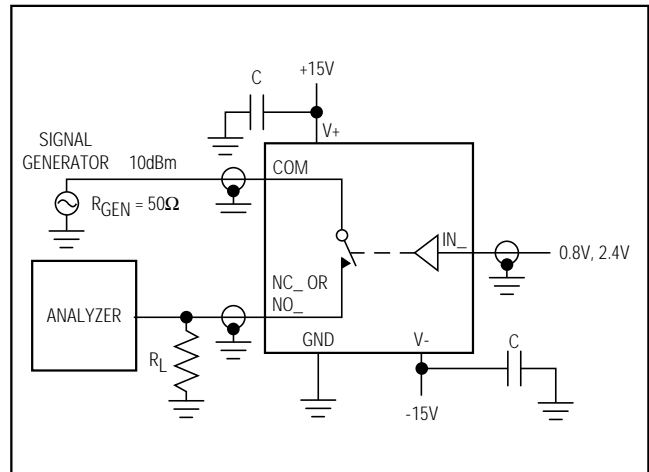 C
+15V
V+
SIGNAL
GENERATOR
10dBm
COM
RGEN = 50Ω
IN_
0.8V, 2.4V
NC_ OR
NO_
ANALYZER
RL
GND
V-
C
-15V